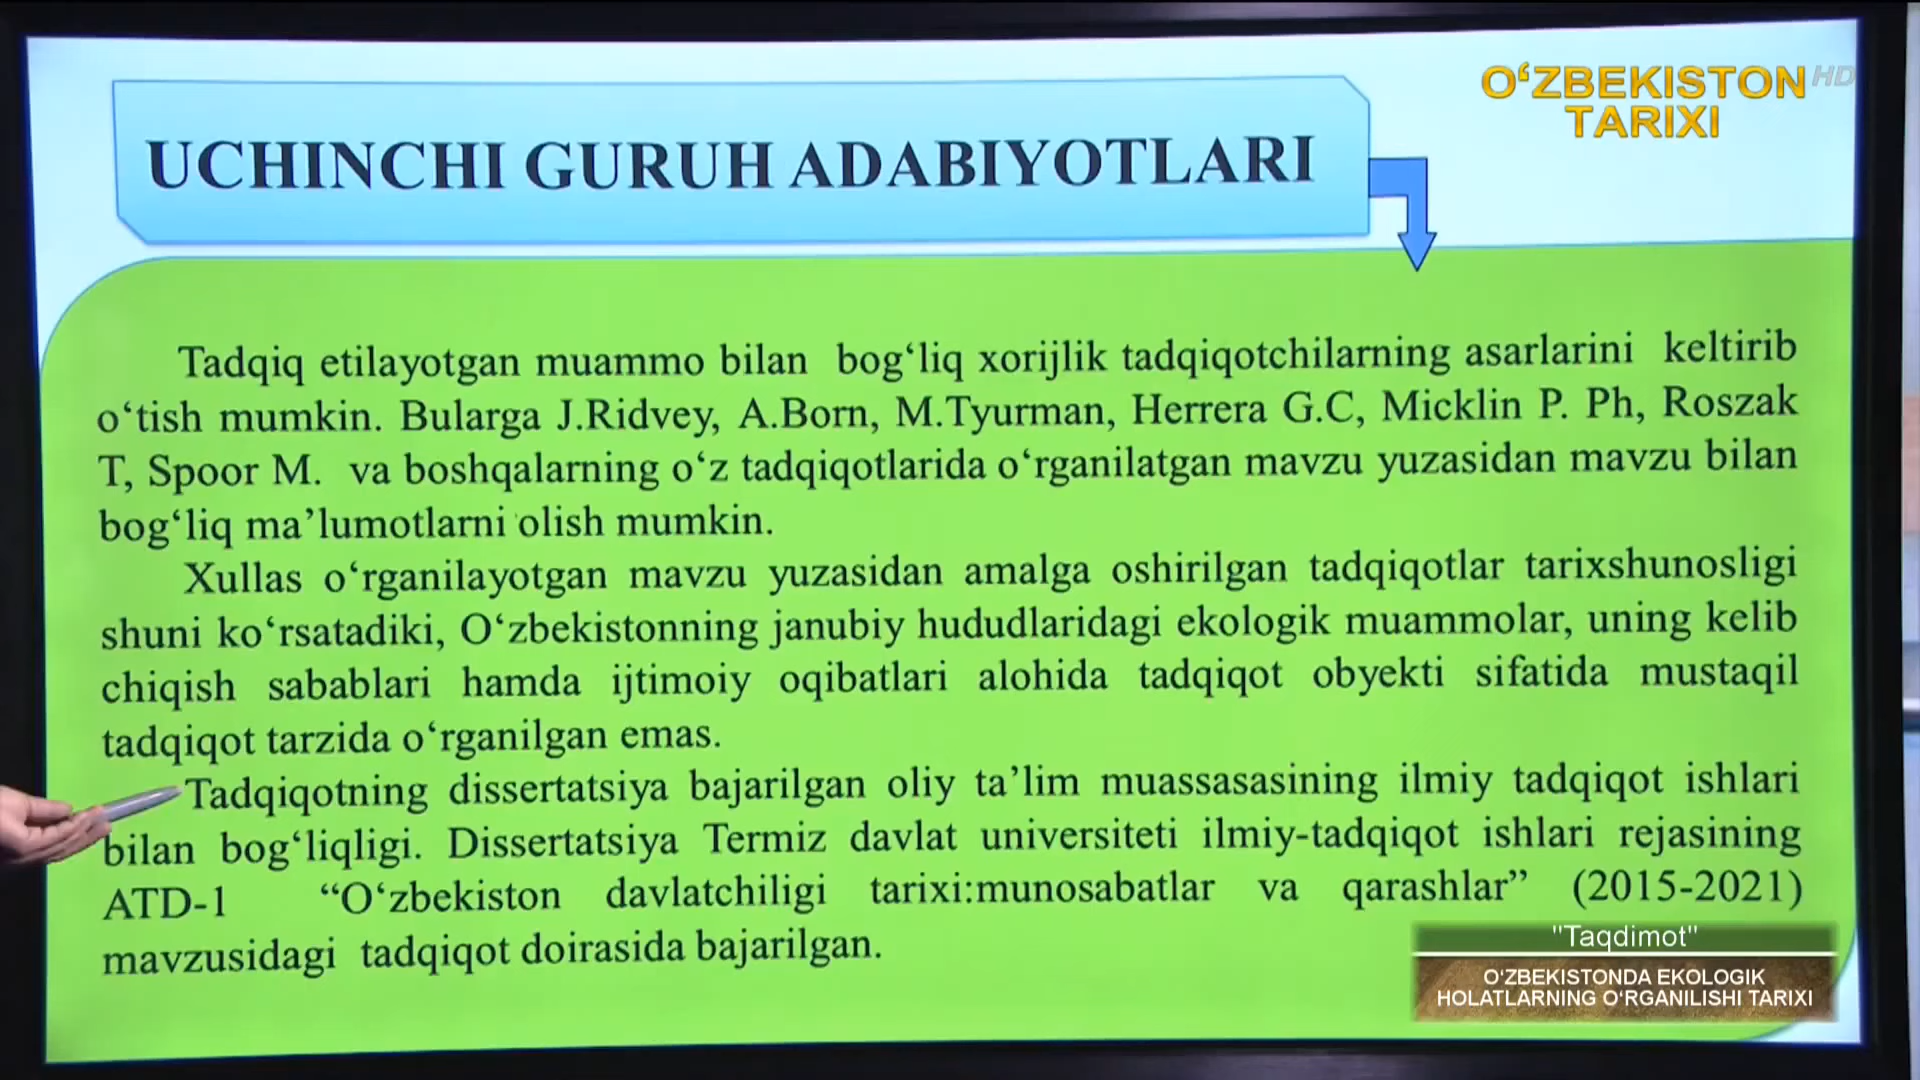 O‘ZBEKISTON HD
TARIXI
UCHINCHI GURUH ADABIYOTLARI
Tadqiq etilayotgan muammo bilan bog‘liq xorijlik tadqiqotchilarning asarlarini keltirib
o‘tish mumkin. Bularga J.Ridvey, A.Born, M.Tyurman, Herrera G.C, Micklin P. Ph, Roszak
T, Spoor M. va boshqalarning o‘z tadqiqotlarida o‘rganilatgan mavzu yuzasidan mavzu bilan
bog‘liq ma’lumotlarni olish mumkin.
Xullas o‘rganilayotgan mavzu yuzasidan amalga oshirilgan tadqiqotlar tarixshunosligi
shuni ko‘rsatadiki, O‘zbekistonning janubiy hududlaridagi ekologik muammolar, uning kelib
chiqish sabablari hamda ijtimoiy oqibatlari alohida tadqiqot obyekti sifatida mustaqil
tadqiqot tarzida o‘rganilgan emas.
Tadqiqotning dissertatsiya bajarilgan oliy ta’lim muassasasining ilmiy tadqiqot ishlari
bilan bog‘liqligi. Dissertatsiya Termiz davlat universiteti ilmiy-tadqiqot ishlari rejasining
ATD-1 “O‘zbekiston davlatchiligi tarixi:munosabatlar va qarashlar” (2015-2021)
mavzusidagi tadqiqot doirasida bajarilgan.
"Taqdimot"
O‘ZBEKISTONDA EKOLOGIK
HOLATLARNING O‘RGANILISHI TARIXI